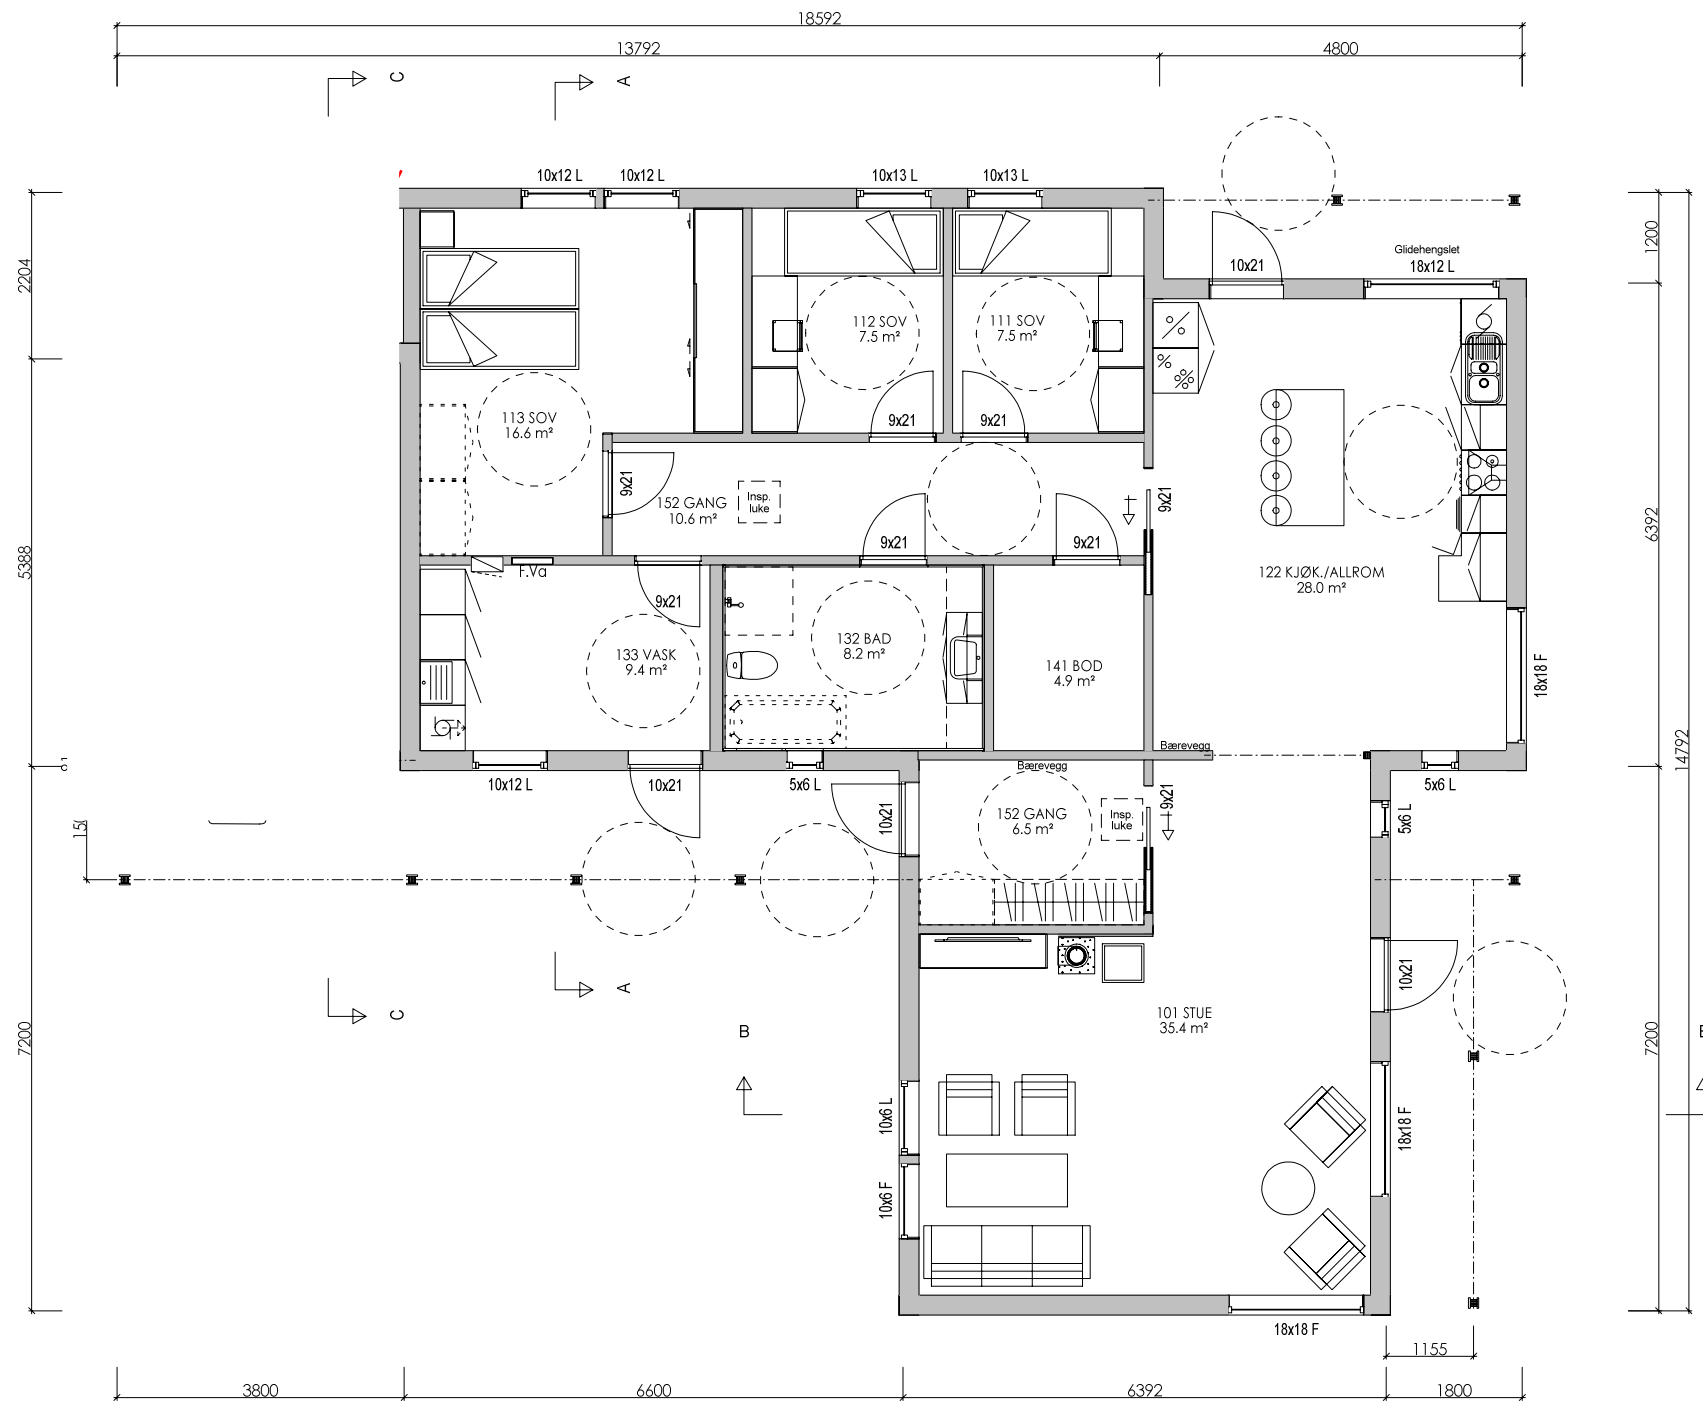 18592
13792
4800
C
A
10x12 L
10x12 L
10x13 L
10x13 L
Glidehengslet
18x12 L
10x21
2204
1200
112 SOV
7.5 m²
111 SOV
7.5 m²
113 SOV
16.6 m²
9x21
9x21
9x21
152 GANG
10.6 m²
Insp.
luke
9x21
9x21
9x21
5388
6392
F.Va
122 KJØK./ALLROM
28.0 m²
9x21
133 VASK
9.4 m²
132 BAD
8.2 m²
141 BOD
4.9 m²
18x18 F
14792
Bærevegg
Bærevegg
10x12 L
10x21
5x6 L
5x6 L
10x21
152 GANG
6.5 m²
Insp.
luke
9x21
5x6 L
C
A
B
101 STUE
35.4 m²
10x21
7200
7200
10x6 L
10x6 F
18x18 F
18x18 F
1155
3800
6600
6392
1800